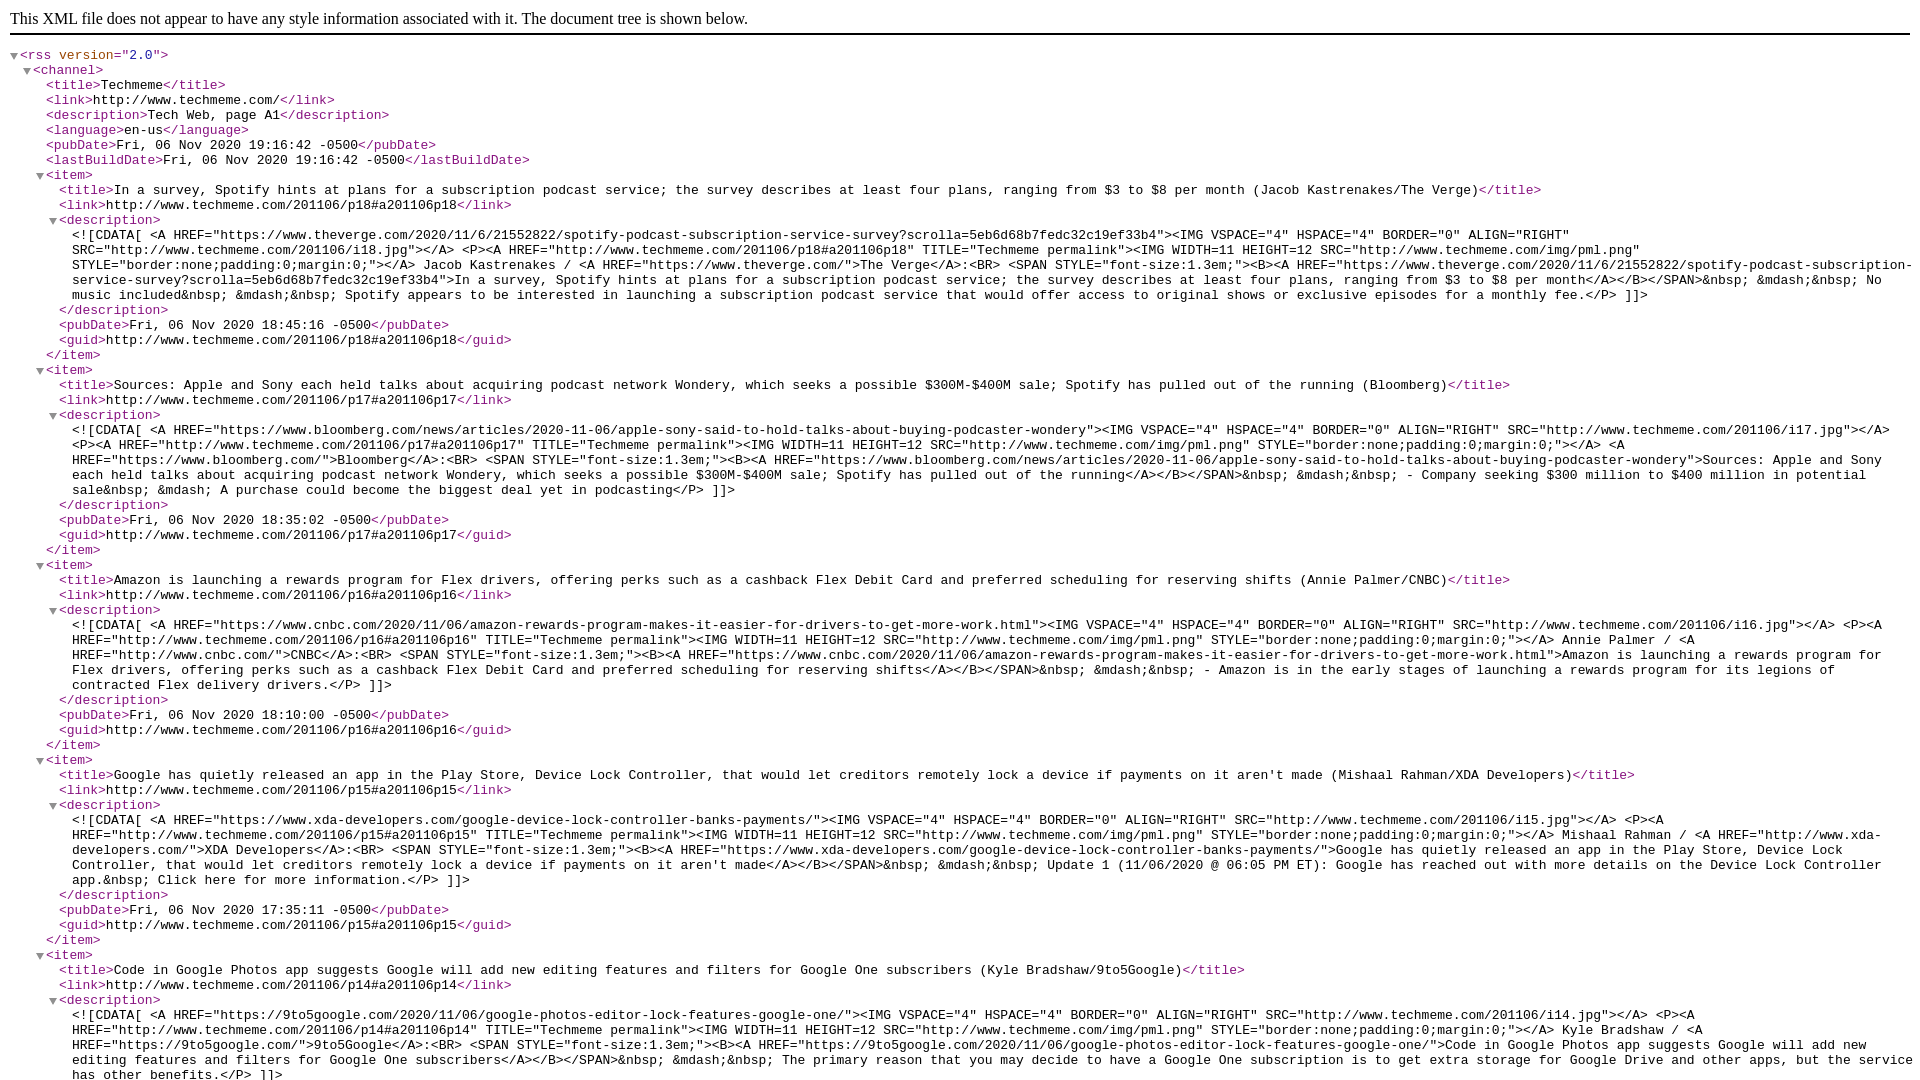 This XML file does not appear to have any style information associated with it. The document tree is shown below.
<rss version="2.0">
<channel>
<title>Techmeme</title>
<link>http://www.techmeme.com/</link>
<description>Tech Web, page A1</description>
<language>en-us</language>
<pubDate>Fri, 06 Nov 2020 19:16:42 -0500</pubDate>
<lastBuildDate>Fri, 06 Nov 2020 19:16:42 -0500</lastBuildDate>
<item>
<title>In a survey, Spotify hints at plans for a subscription podcast service; the survey describes at least four plans, ranging from $3 to $8 per month (Jacob Kastrenakes/The Verge)</title>
<link>http://www.techmeme.com/201106/p18#a201106p18</link>
<description>
<![CDATA[ <A HREF="https://www.theverge.com/2020/11/6/21552822/spotify-podcast-subscription-service-survey?scrolla=5eb6d68b7fedc32c19ef33b4"><IMG VSPACE="4" HSPACE="4" BORDER="0" ALIGN="RIGHT"
SRC="http://www.techmeme.com/201106/i18.jpg"></A> <P><A HREF="http://www.techmeme.com/201106/p18#a201106p18" TITLE="Techmeme permalink"><IMG WIDTH=11 HEIGHT=12 SRC="http://www.techmeme.com/img/pml.png"
STYLE="border:none;padding:0;margin:0;"></A> Jacob Kastrenakes / <A HREF="https://www.theverge.com/">The Verge</A>:<BR> <SPAN STYLE="font-size:1.3em;"><B><A HREF="https://www.theverge.com/2020/11/6/21552822/spotify-podcast-subscription-
service-survey?scrolla=5eb6d68b7fedc32c19ef33b4">In a survey, Spotify hints at plans for a subscription podcast service; the survey describes at least four plans, ranging from $3 to $8 per month</A></B></SPAN>&nbsp; &mdash;&nbsp; No
music included&nbsp; &mdash;&nbsp; Spotify appears to be interested in launching a subscription podcast service that would offer access to original shows or exclusive episodes for a monthly fee.</P> ]]>
</description>
<pubDate>Fri, 06 Nov 2020 18:45:16 -0500</pubDate>
<guid>http://www.techmeme.com/201106/p18#a201106p18</guid>
</item>
<item>
<title>Sources: Apple and Sony each held talks about acquiring podcast network Wondery, which seeks a possible $300M-$400M sale; Spotify has pulled out of the running (Bloomberg)</title>
<link>http://www.techmeme.com/201106/p17#a201106p17</link>
<description>
<![CDATA[ <A HREF="https://www.bloomberg.com/news/articles/2020-11-06/apple-sony-said-to-hold-talks-about-buying-podcaster-wondery"><IMG VSPACE="4" HSPACE="4" BORDER="0" ALIGN="RIGHT" SRC="http://www.techmeme.com/201106/i17.jpg"></A>
<P><A HREF="http://www.techmeme.com/201106/p17#a201106p17" TITLE="Techmeme permalink"><IMG WIDTH=11 HEIGHT=12 SRC="http://www.techmeme.com/img/pml.png" STYLE="border:none;padding:0;margin:0;"></A> <A
HREF="https://www.bloomberg.com/">Bloomberg</A>:<BR> <SPAN STYLE="font-size:1.3em;"><B><A HREF="https://www.bloomberg.com/news/articles/2020-11-06/apple-sony-said-to-hold-talks-about-buying-podcaster-wondery">Sources: Apple and Sony
each held talks about acquiring podcast network Wondery, which seeks a possible $300M-$400M sale; Spotify has pulled out of the running</A></B></SPAN>&nbsp; &mdash;&nbsp; - Company seeking $300 million to $400 million in potential
sale&nbsp; &mdash; A purchase could become the biggest deal yet in podcasting</P> ]]>
</description>
<pubDate>Fri, 06 Nov 2020 18:35:02 -0500</pubDate>
<guid>http://www.techmeme.com/201106/p17#a201106p17</guid>
</item>
<item>
<title>Amazon is launching a rewards program for Flex drivers, offering perks such as a cashback Flex Debit Card and preferred scheduling for reserving shifts (Annie Palmer/CNBC)</title>
<link>http://www.techmeme.com/201106/p16#a201106p16</link>
<description>
<![CDATA[ <A HREF="https://www.cnbc.com/2020/11/06/amazon-rewards-program-makes-it-easier-for-drivers-to-get-more-work.html"><IMG VSPACE="4" HSPACE="4" BORDER="0" ALIGN="RIGHT" SRC="http://www.techmeme.com/201106/i16.jpg"></A> <P><A
HREF="http://www.techmeme.com/201106/p16#a201106p16" TITLE="Techmeme permalink"><IMG WIDTH=11 HEIGHT=12 SRC="http://www.techmeme.com/img/pml.png" STYLE="border:none;padding:0;margin:0;"></A> Annie Palmer / <A
HREF="http://www.cnbc.com/">CNBC</A>:<BR> <SPAN STYLE="font-size:1.3em;"><B><A HREF="https://www.cnbc.com/2020/11/06/amazon-rewards-program-makes-it-easier-for-drivers-to-get-more-work.html">Amazon is launching a rewards program for
Flex drivers, offering perks such as a cashback Flex Debit Card and preferred scheduling for reserving shifts</A></B></SPAN>&nbsp; &mdash;&nbsp; - Amazon is in the early stages of launching a rewards program for its legions of
contracted Flex delivery drivers.</P> ]]>
</description>
<pubDate>Fri, 06 Nov 2020 18:10:00 -0500</pubDate>
<guid>http://www.techmeme.com/201106/p16#a201106p16</guid>
</item>
<item>
<title>Google has quietly released an app in the Play Store, Device Lock Controller, that would let creditors remotely lock a device if payments on it aren't made (Mishaal Rahman/XDA Developers)</title>
<link>http://www.techmeme.com/201106/p15#a201106p15</link>
<description>
<![CDATA[ <A HREF="https://www.xda-developers.com/google-device-lock-controller-banks-payments/"><IMG VSPACE="4" HSPACE="4" BORDER="0" ALIGN="RIGHT" SRC="http://www.techmeme.com/201106/i15.jpg"></A> <P><A
HREF="http://www.techmeme.com/201106/p15#a201106p15" TITLE="Techmeme permalink"><IMG WIDTH=11 HEIGHT=12 SRC="http://www.techmeme.com/img/pml.png" STYLE="border:none;padding:0;margin:0;"></A> Mishaal Rahman / <A HREF="http://www.xda-
developers.com/">XDA Developers</A>:<BR> <SPAN STYLE="font-size:1.3em;"><B><A HREF="https://www.xda-developers.com/google-device-lock-controller-banks-payments/">Google has quietly released an app in the Play Store, Device Lock
Controller, that would let creditors remotely lock a device if payments on it aren't made</A></B></SPAN>&nbsp; &mdash;&nbsp; Update 1 (11/06/2020 @ 06:05 PM ET): Google has reached out with more details on the Device Lock Controller
app.&nbsp; Click here for more information.</P> ]]>
</description>
<pubDate>Fri, 06 Nov 2020 17:35:11 -0500</pubDate>
<guid>http://www.techmeme.com/201106/p15#a201106p15</guid>
</item>
<item>
<title>Code in Google Photos app suggests Google will add new editing features and filters for Google One subscribers (Kyle Bradshaw/9to5Google)</title>
<link>http://www.techmeme.com/201106/p14#a201106p14</link>
<description>
<![CDATA[ <A HREF="https://9to5google.com/2020/11/06/google-photos-editor-lock-features-google-one/"><IMG VSPACE="4" HSPACE="4" BORDER="0" ALIGN="RIGHT" SRC="http://www.techmeme.com/201106/i14.jpg"></A> <P><A
HREF="http://www.techmeme.com/201106/p14#a201106p14" TITLE="Techmeme permalink"><IMG WIDTH=11 HEIGHT=12 SRC="http://www.techmeme.com/img/pml.png" STYLE="border:none;padding:0;margin:0;"></A> Kyle Bradshaw / <A
HREF="https://9to5google.com/">9to5Google</A>:<BR> <SPAN STYLE="font-size:1.3em;"><B><A HREF="https://9to5google.com/2020/11/06/google-photos-editor-lock-features-google-one/">Code in Google Photos app suggests Google will add new
editing features and filters for Google One subscribers</A></B></SPAN>&nbsp; &mdash;&nbsp; The primary reason that you may decide to have a Google One subscription is to get extra storage for Google Drive and other apps, but the service
has other benefits.</P> ]]>